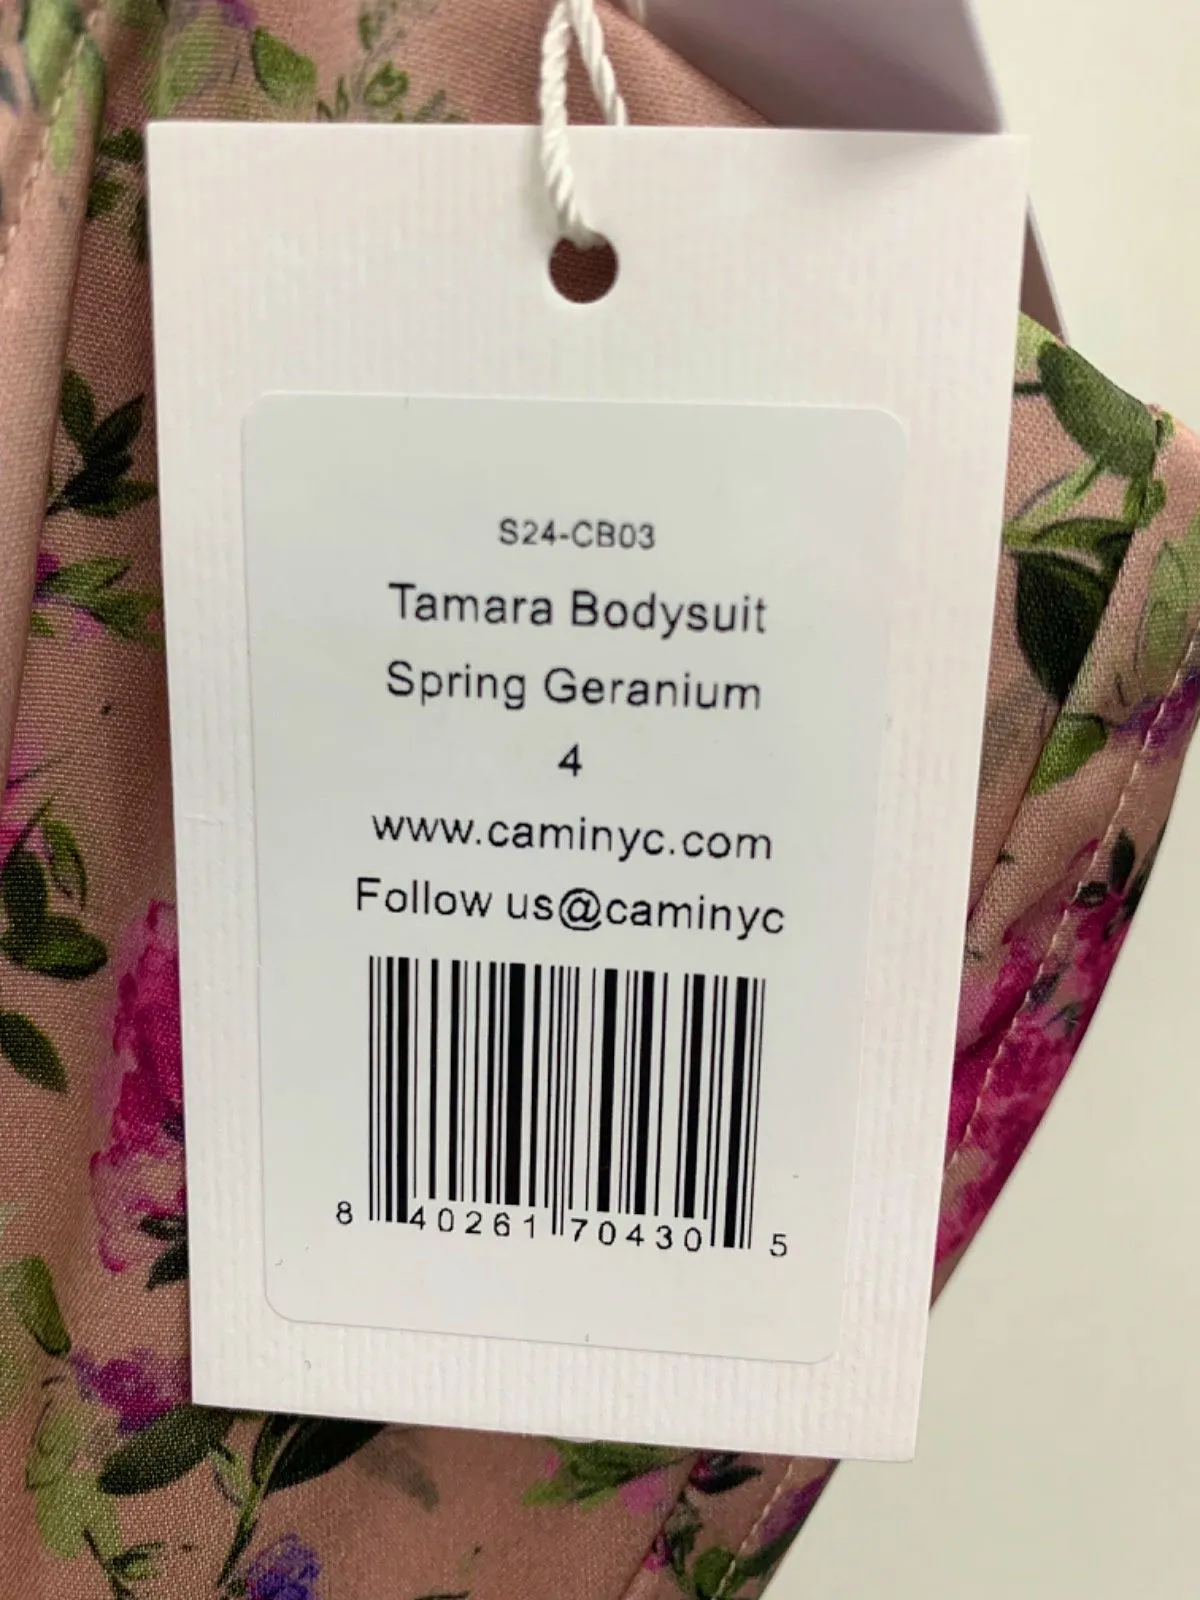 S24-CB03
Tamara Bodysuit
Spring Geranium
4
www.caminyc.com
Follow us@caminyc
8 40261 70430 5